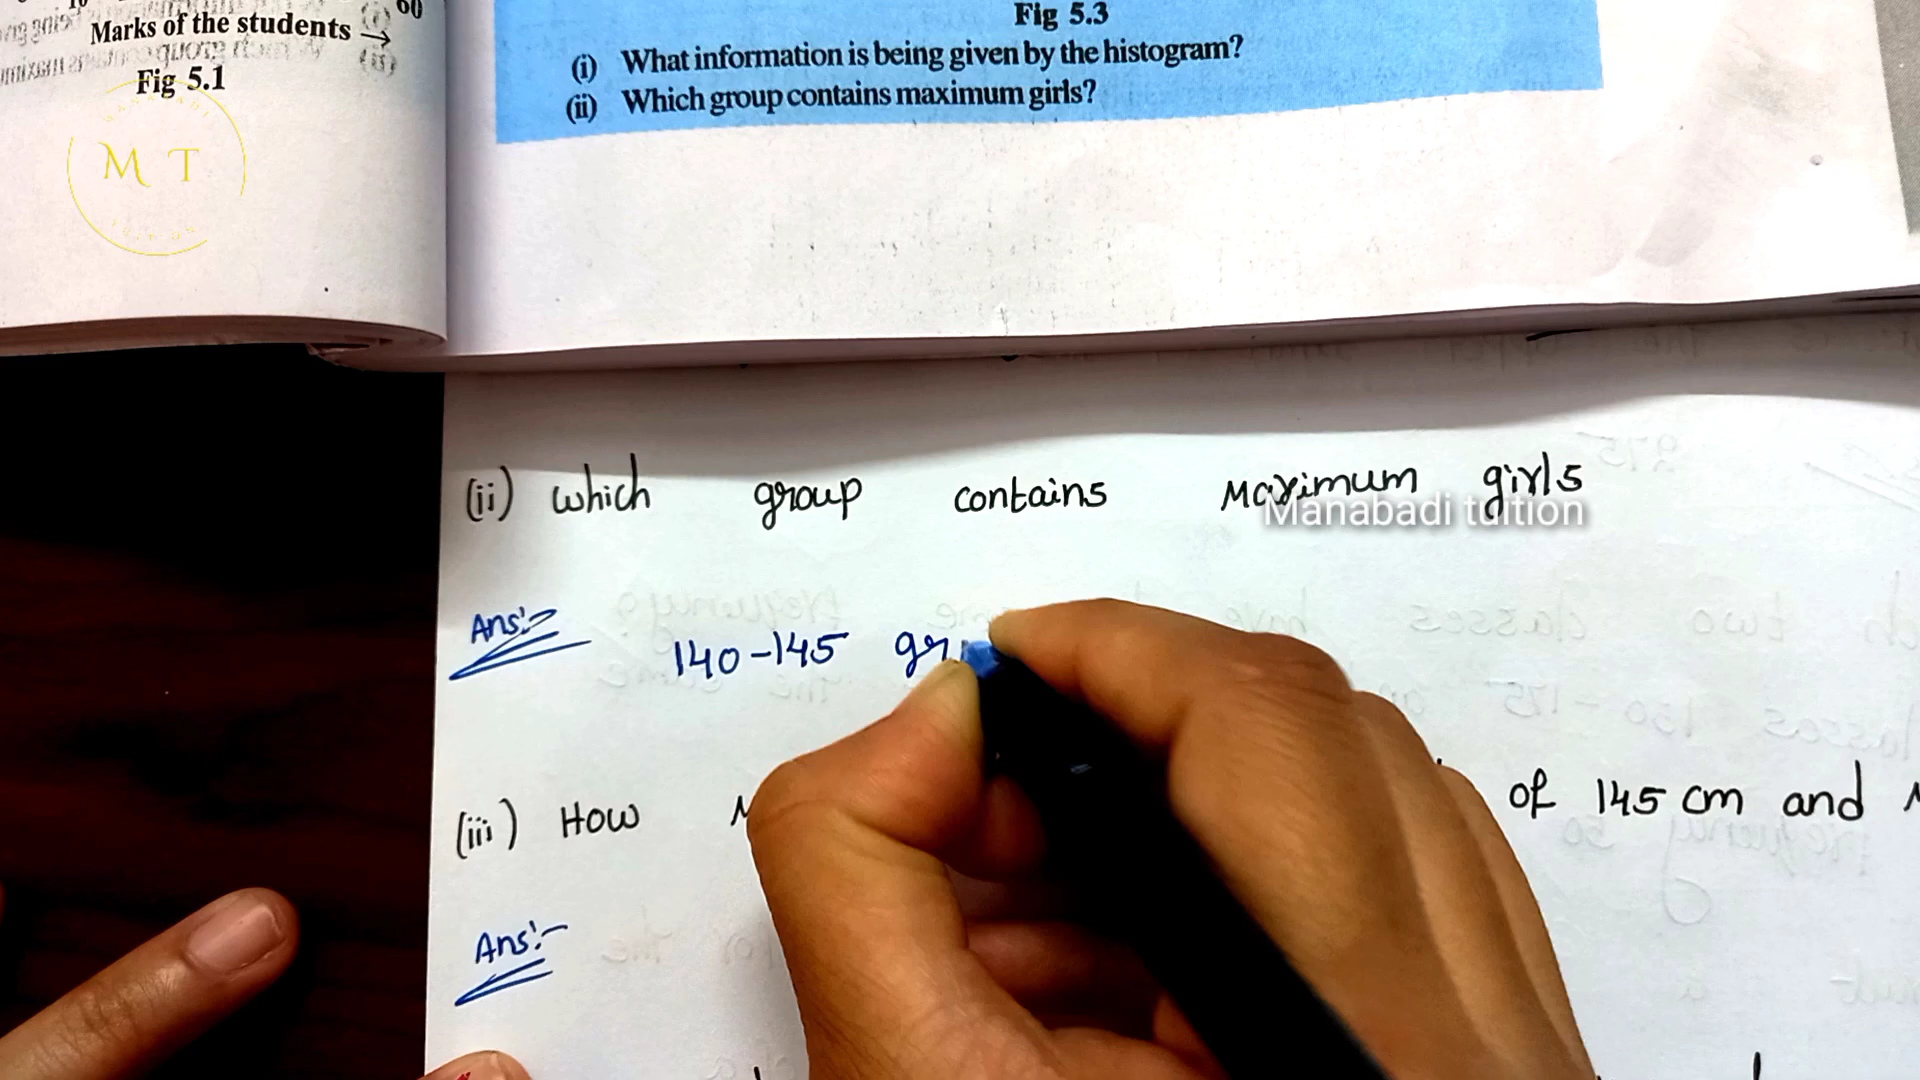 60
Marks of the students →
Fig 5.1
M T
Fig 5.3
(i) What information is being given by the histogram?
(ii) Which group contains maximum girls?
(ii) which group contains Maximum girls
Manabadi tuition
Ans:-
140-145 gr
(iii) How of 145 cm and
Ans:-